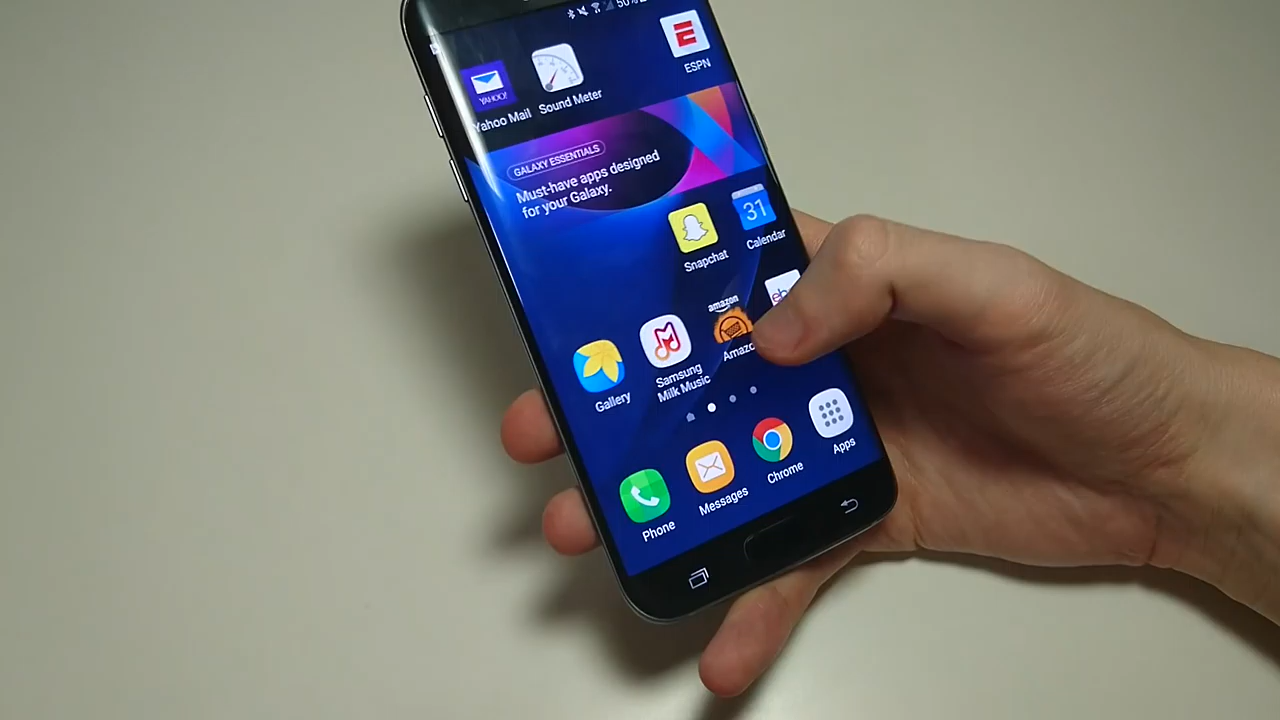 50%
ESPN
YAHOO!
Yahoo Mail
Sound Meter
GALAXY ESSENTIALS
Must-have apps designed
for your Galaxy.
31
Snapchat
Calendar
amazon
Gallery
Samsung
Milk Music
Phone
Messages
Chrome
Apps